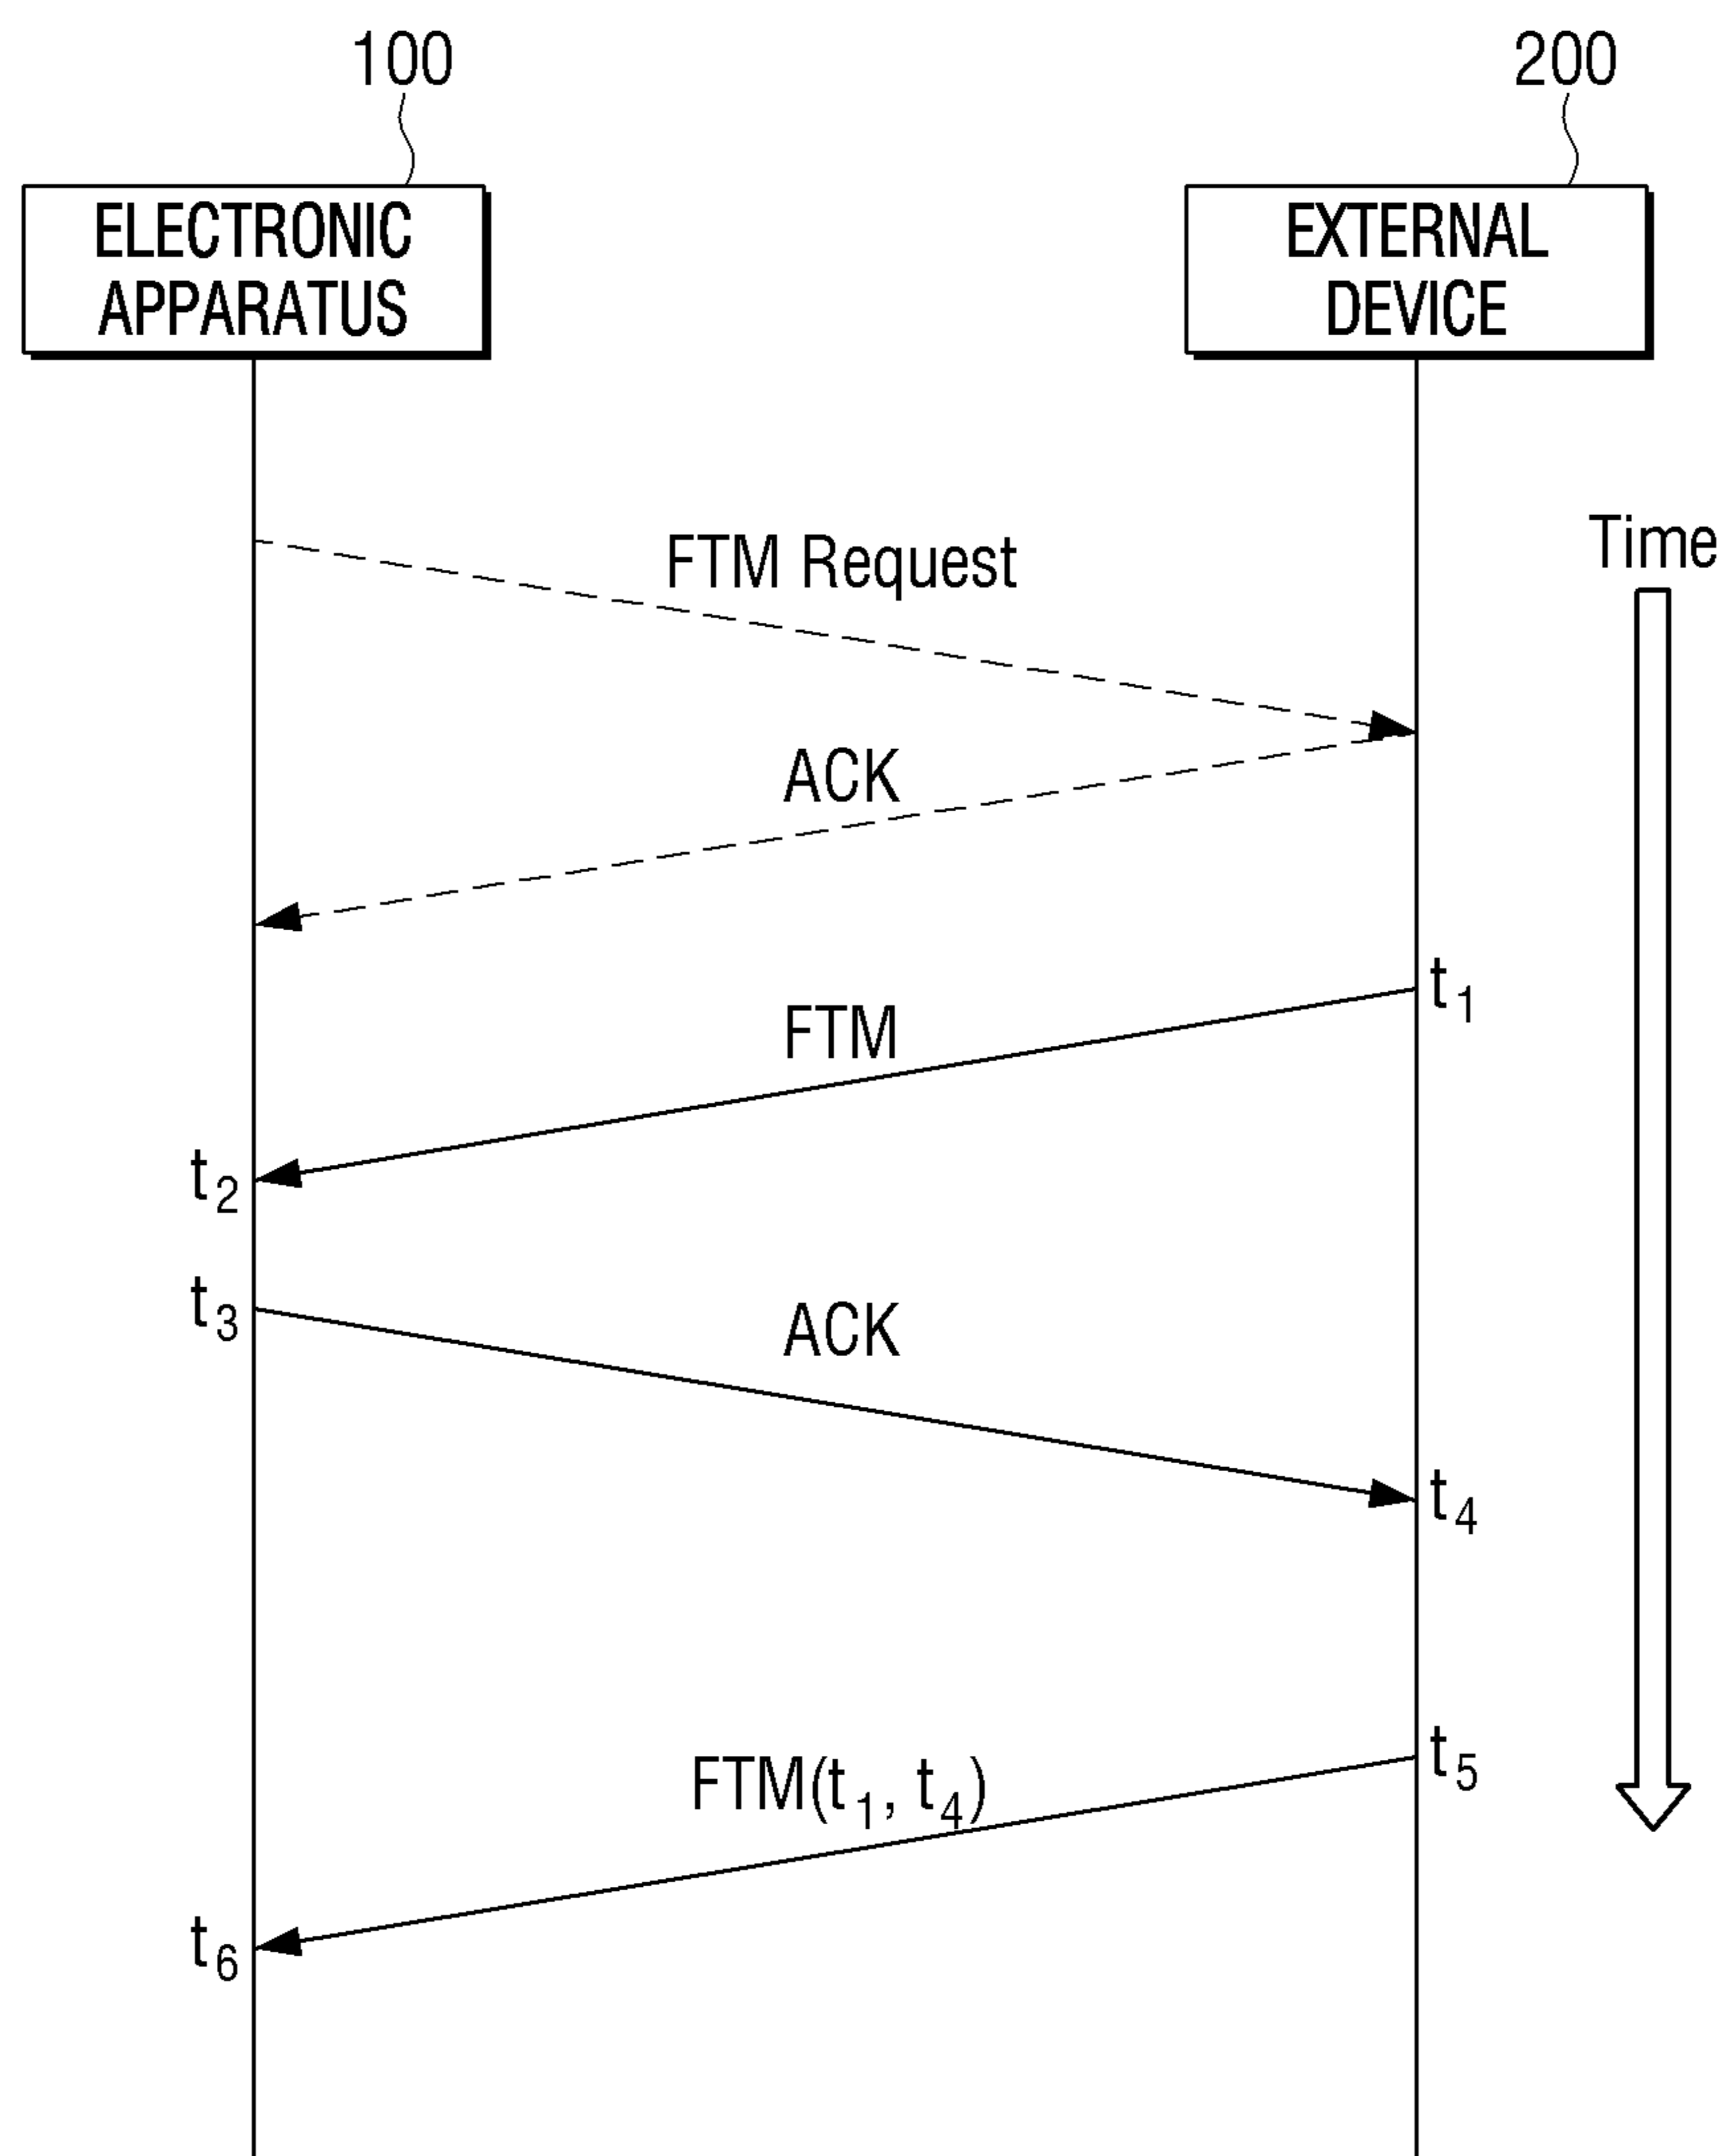 100
200
ELECTRONIC
APPARATUS
EXTERNAL
DEVICE
FTM Request
Time
ACK
t1
FTM
t2
t3
ACK
t4
FTM(t1, t4)
t5
t6